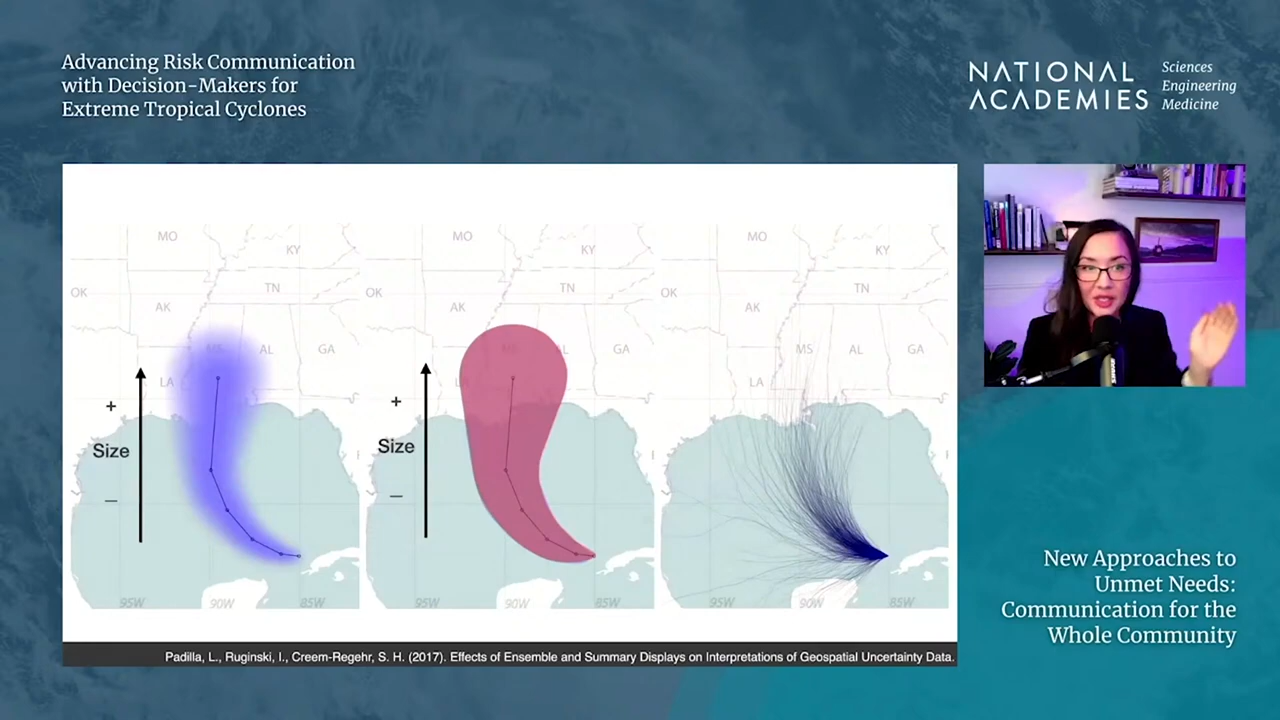 Advancing Risk Communication
with Decision-Makers for
Extreme Tropical Cyclones
NATIONAL
ACADEMIES
Sciences
Engineering
Medicine
MO
KY
OK
TN
AK
MS
AL
GA
LA
+
Size
–
95W
90W
85W
MO
KY
OK
TN
AK
MS
AL
GA
LA
+
Size
–
95W
90W
85W
MO
KY
OK
TN
AK
MS
AL
GA
LA
95W
90W
85W
Padilla, L., Ruginski, I., Creem-Regehr, S. H. (2017). Effects of Ensemble and Summary Displays on Interpretations of Geospatial Uncertainty Data.
New Approaches to
Unmet Needs:
Communication for the
Whole Community